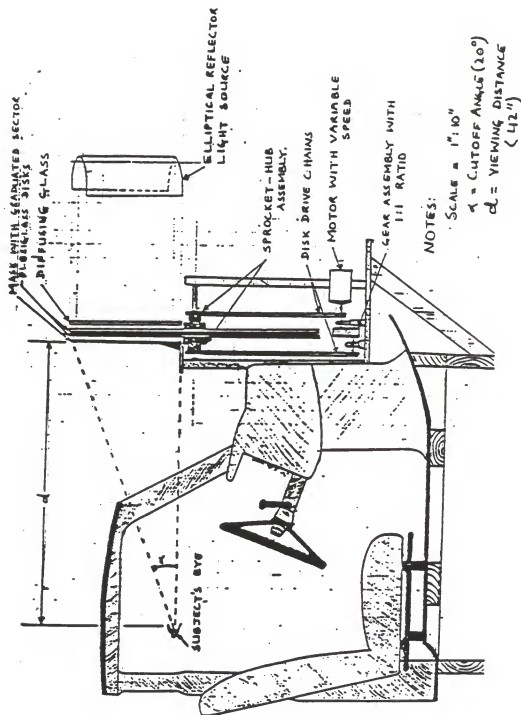 MASK WITH GRADUATED SECTOR
PLEXIGLASS DISKS
DIFFUSING GLASS
ELLIPTICAL REFLECTOR
LIGHT SOURCE
SPROCKET-HUB
ASSEMBLY.
DISK DRIVE CHAINS
MOTOR WITH VARIABLE
SPEED
GEAR ASSEMBLY WITH
1:1 RATIO
d
SUBJECT'S EYE
NOTES:
SCALE = 1":10"
α = CUTOFF ANGLE (20°)
d = VIEWING DISTANCE
(42")